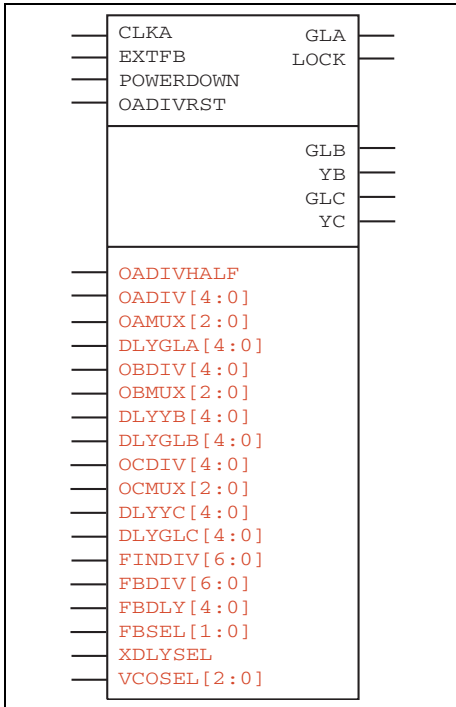 CLKA GLA
EXTFB LOCK
POWERDOWN
OADIVRST
GLB
YB
GLC
YC
OADIVHALF
OADIV[4:0]
OAMUX[2:0]
DLYGLA[4:0]
OBDIV[4:0]
OBMUX[2:0]
DLYYB[4:0]
DLYGLB[4:0]
OCDIV[4:0]
OCMUX[2:0]
DLYYC[4:0]
DLYGLC[4:0]
FINDIV[6:0]
FBDIV[6:0]
FBDLY[4:0]
FBSEL[1:0]
XDLYSEL
VCOSEL[2:0]